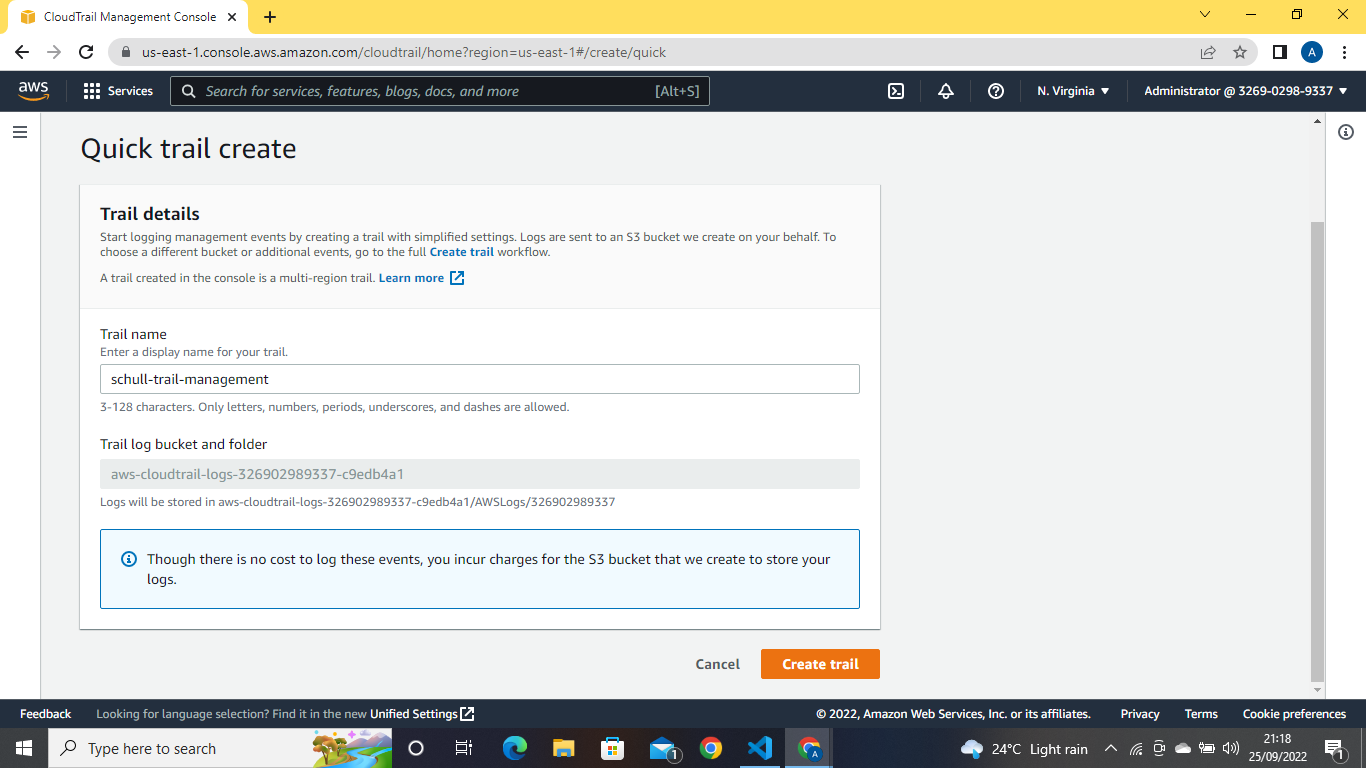 CloudTrail Management Console
us-east-1.console.aws.amazon.com/cloudtrail/home?region=us-east-1#/create/quick
A
aws
Services
Search for services, features, blogs, docs, and more
[Alt+S]
N. Virginia
Administrator @ 3269-0298-9337
Quick trail create
Trail details
Start logging management events by creating a trail with simplified settings. Logs are sent to an S3 bucket we create on your behalf. To
choose a different bucket or additional events, go to the full Create trail workflow.
A trail created in the console is a multi-region trail. Learn more
Trail name
Enter a display name for your trail.
schull-trail-management
3-128 characters. Only letters, numbers, periods, underscores, and dashes are allowed.
Trail log bucket and folder
aws-cloudtrail-logs-326902989337-c9edb4a1
Logs will be stored in aws-cloudtrail-logs-326902989337-c9edb4a1/AWSLogs/326902989337
Though there is no cost to log these events, you incur charges for the S3 bucket that we create to store your
logs.
Cancel
Create trail
Feedback
Looking for language selection? Find it in the new Unified Settings
© 2022, Amazon Web Services, Inc. or its affiliates.
Privacy
Terms
Cookie preferences
Type here to search
1
A
24°C Light rain
21:18
25/09/2022
1